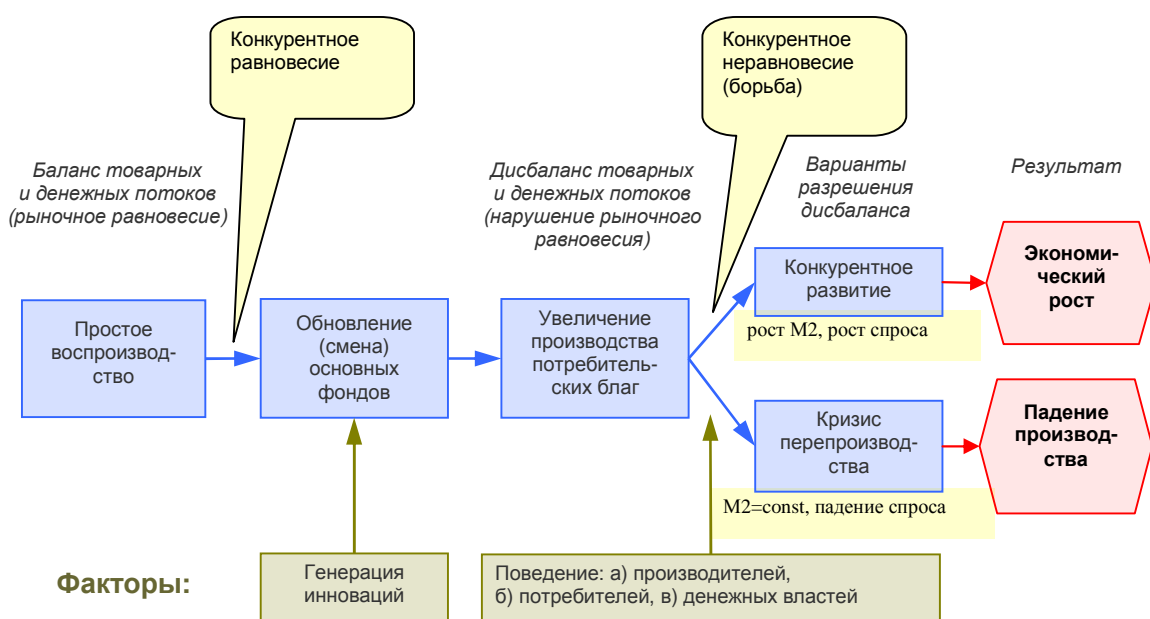 Конкурентное
равновесие
Конкурентное
неравновесие
(борьба)
Баланс товарных
и денежных потоков
(рыночное равновесие)
Дисбаланс товарных
и денежных потоков
(нарушение рыночного
равновесия)
Варианты
разрешения
дисбаланса
Результат
Простое
воспроизвод-
ство
Обновление
(смена)
основных
фондов
Увеличение
производства
потребитель-
ских благ
Конкурентное
развитие
рост М2, рост спроса
Экономи-
ческий
рост
Кризис
перепроизвод-
ства
М2=const, падение спроса
Падение
производ-
ства
Факторы:
Генерация
инноваций
Поведение: а) производителей,
б) потребителей, в) денежных властей